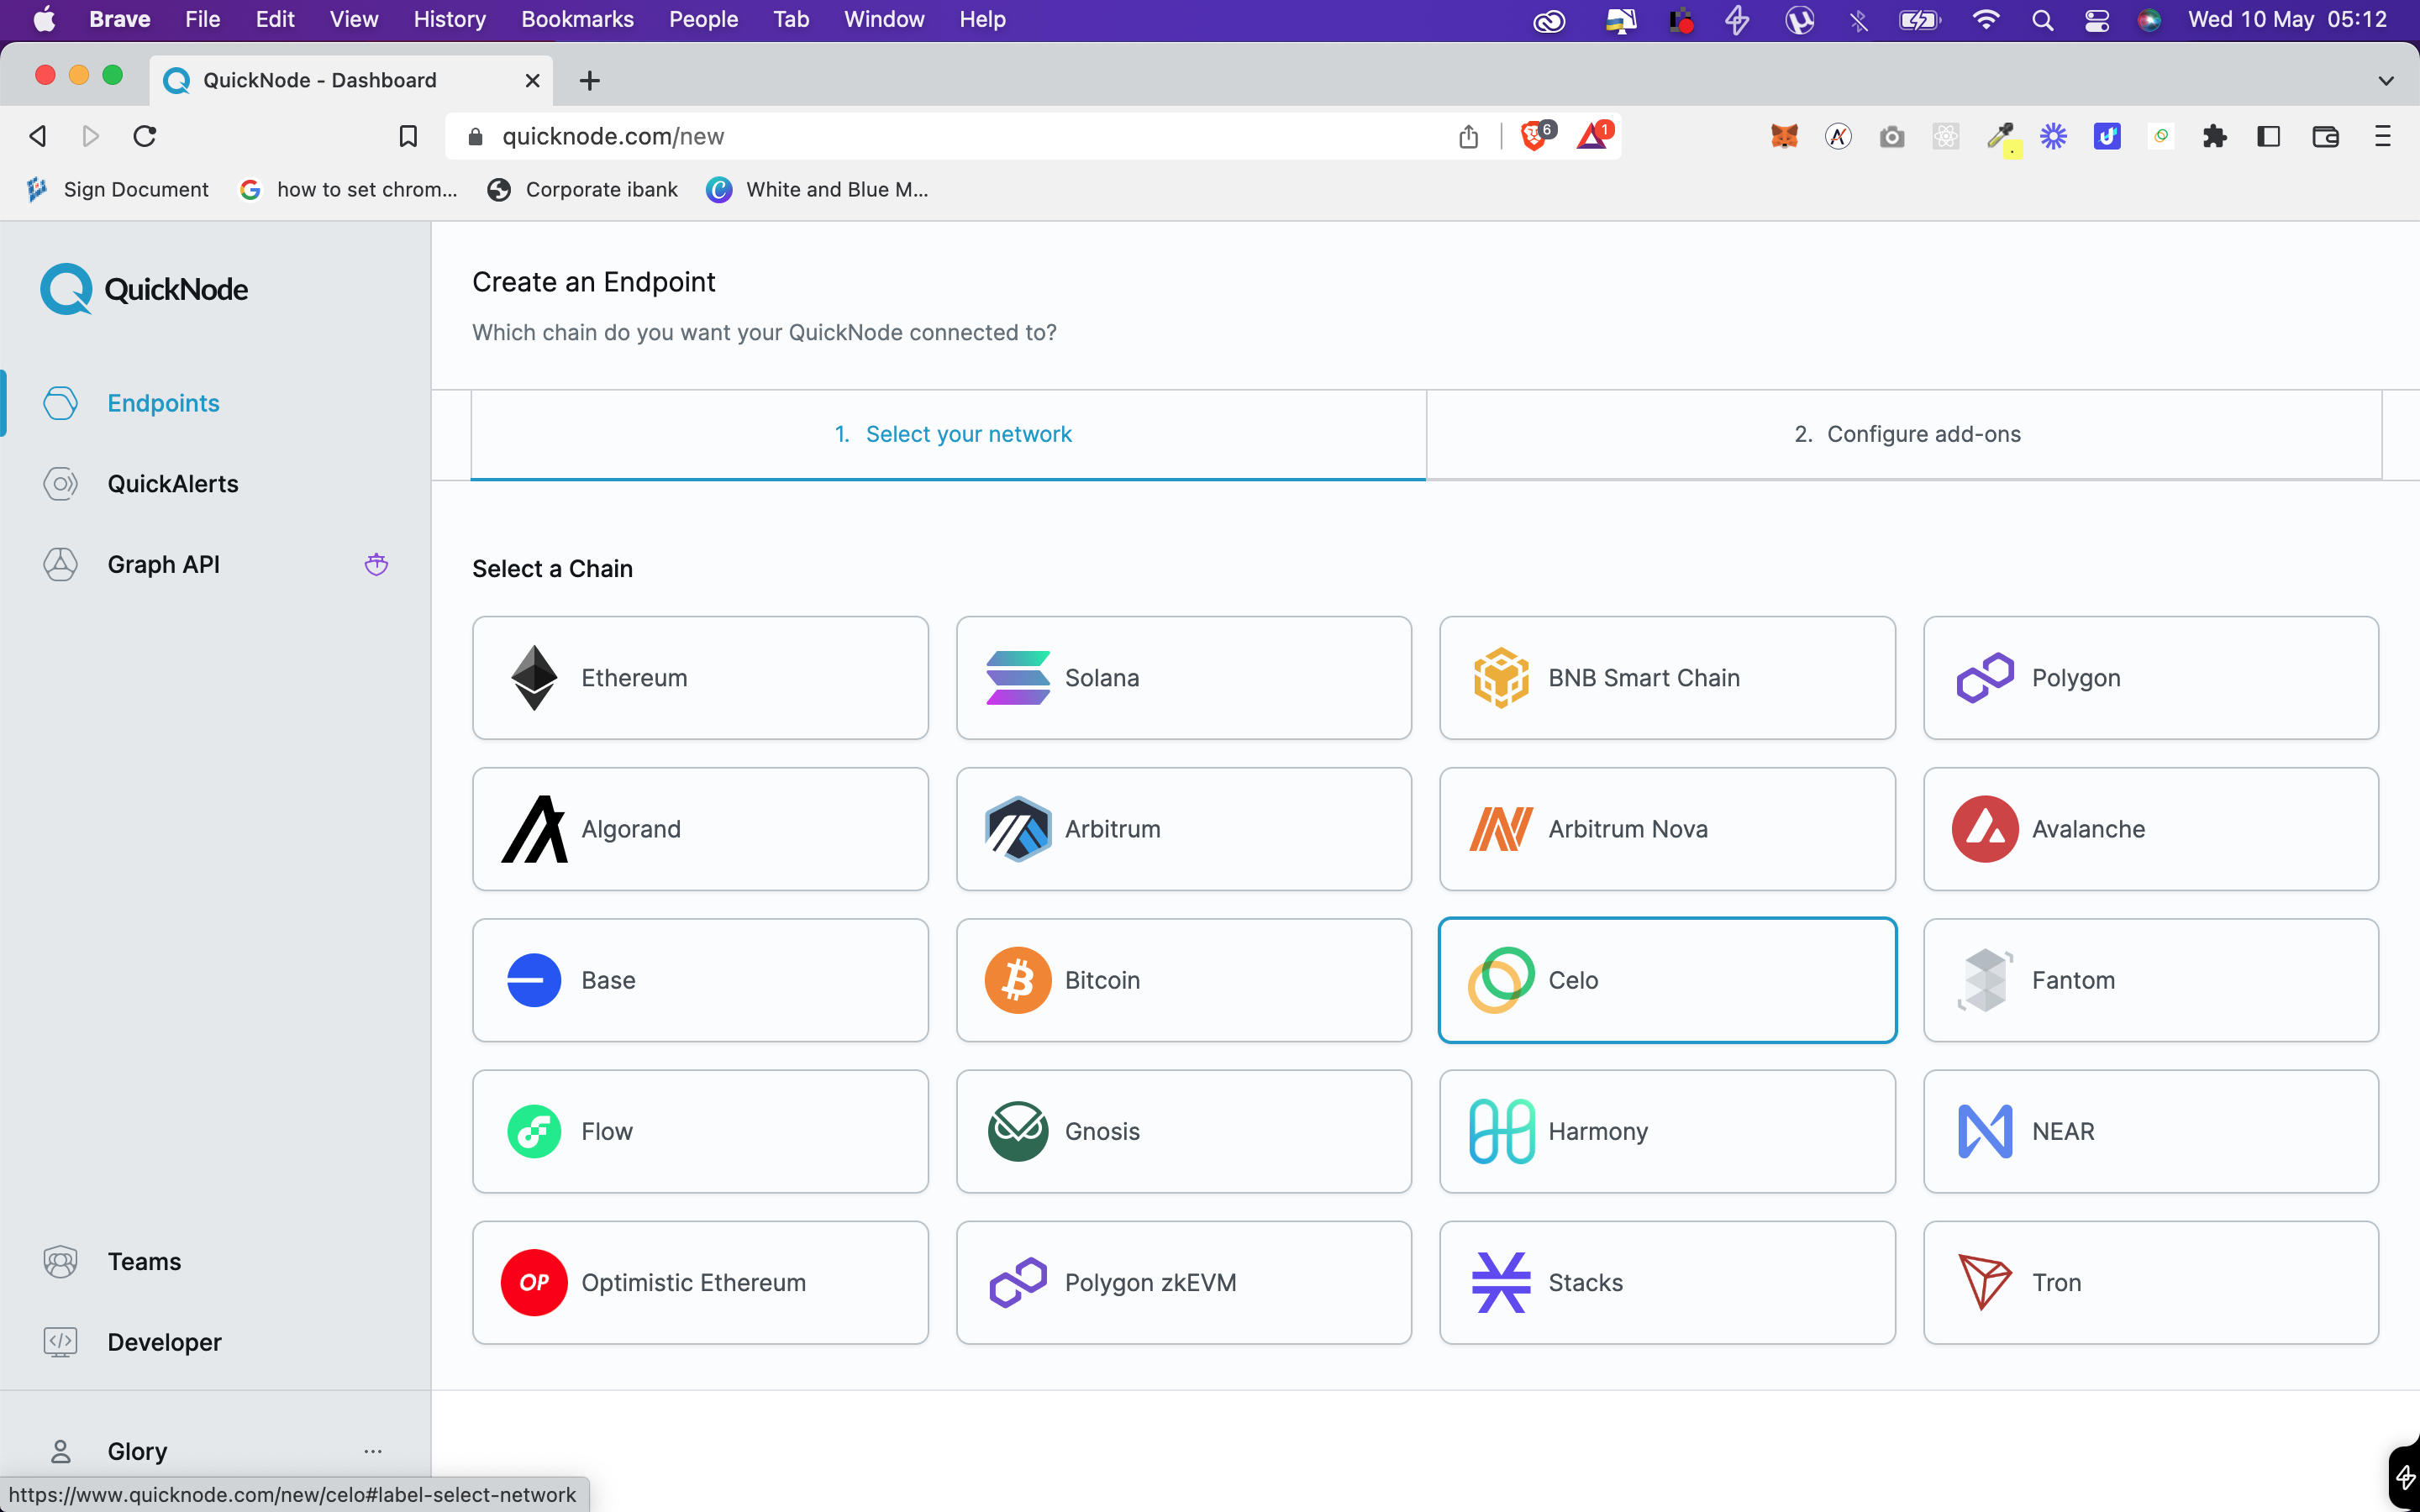 Brave File Edit View History Bookmarks People Tab Window Help Wed 10 May 05:12
QuickNode - Dashboard
quicknode.com/new 6 1
Sign Document how to set chrom... Corporate ibank White and Blue M...
QuickNode
Endpoints
QuickAlerts
Graph API
Teams
Developer
Glory
Create an Endpoint
Which chain do you want your QuickNode connected to?
1. Select your network 2. Configure add-ons
Select a Chain
Ethereum Solana BNB Smart Chain Polygon
Algorand Arbitrum Arbitrum Nova Avalanche
Base Bitcoin Celo Fantom
Flow Gnosis Harmony NEAR
OP Optimistic Ethereum Polygon zkEVM Stacks Tron
https://www.quicknode.com/new/celo#label-select-network